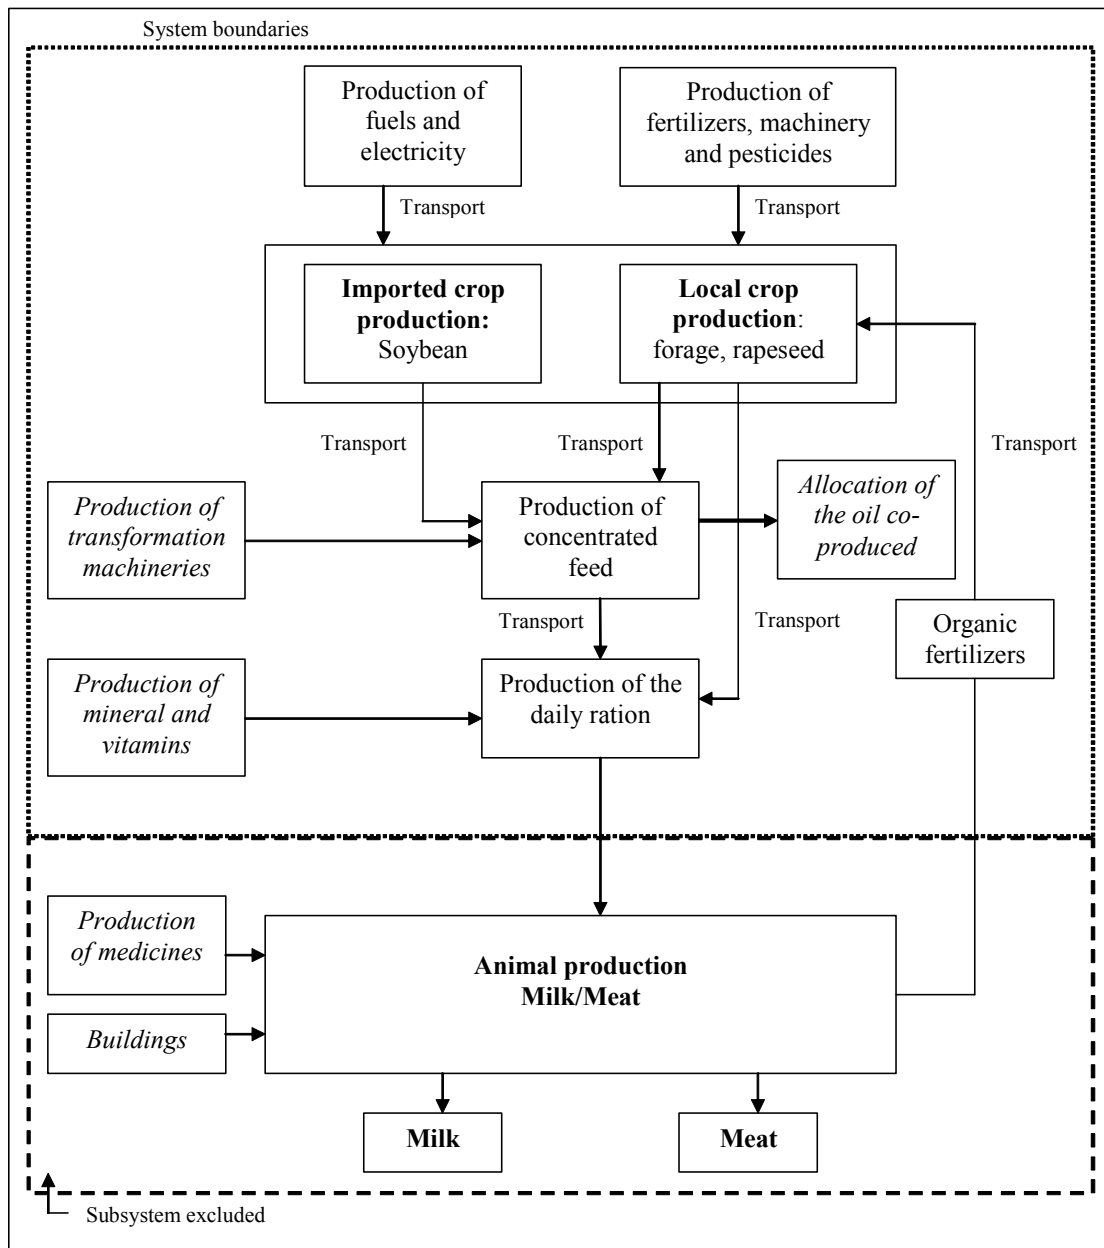 System boundaries
Production of
fuels and
electricity
Production of
fertilizers, machinery
and pesticides
Transport
Transport
Imported crop
production:
Soybean
Local crop
production:
forage, rapeseed
Transport
Transport
Transport
Production of
transformation
machineries
Production of
concentrated
feed
Allocation of
the oil co-
produced
Transport
Transport
Organic
fertilizers
Production of
mineral and
vitamins
Production of the
daily ration
Production
of medicines
Buildings
Animal production
Milk/Meat
Milk
Meat
Subsystem excluded